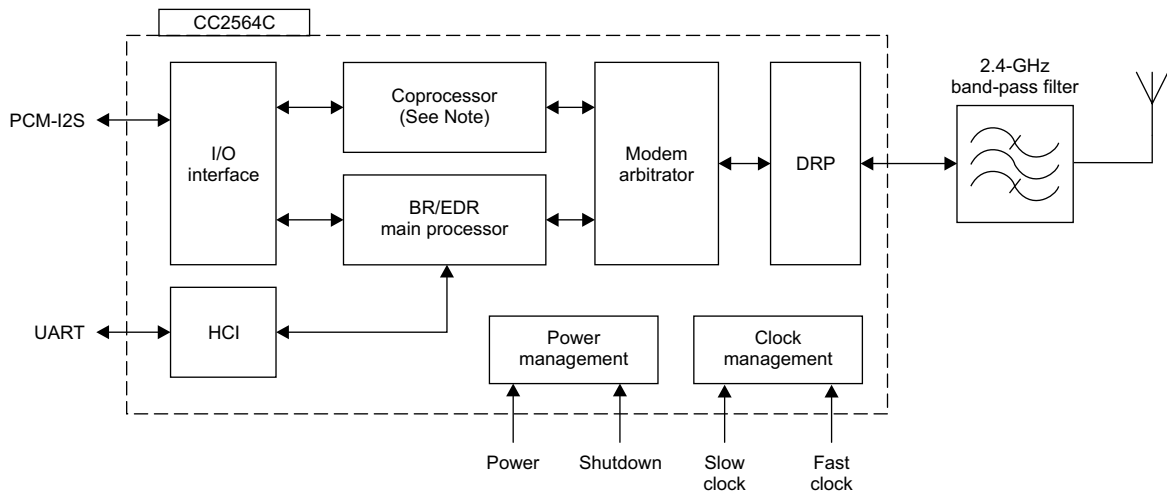 CC2564C
2.4-GHz
band-pass filter
PCM-I2S
I/O
interface
Coprocessor
(See Note)
Modem
arbitrator
DRP
BR/EDR
main processor
UART
HCI
Power
management
Clock
management
Power
Shutdown
Slow
clock
Fast
clock